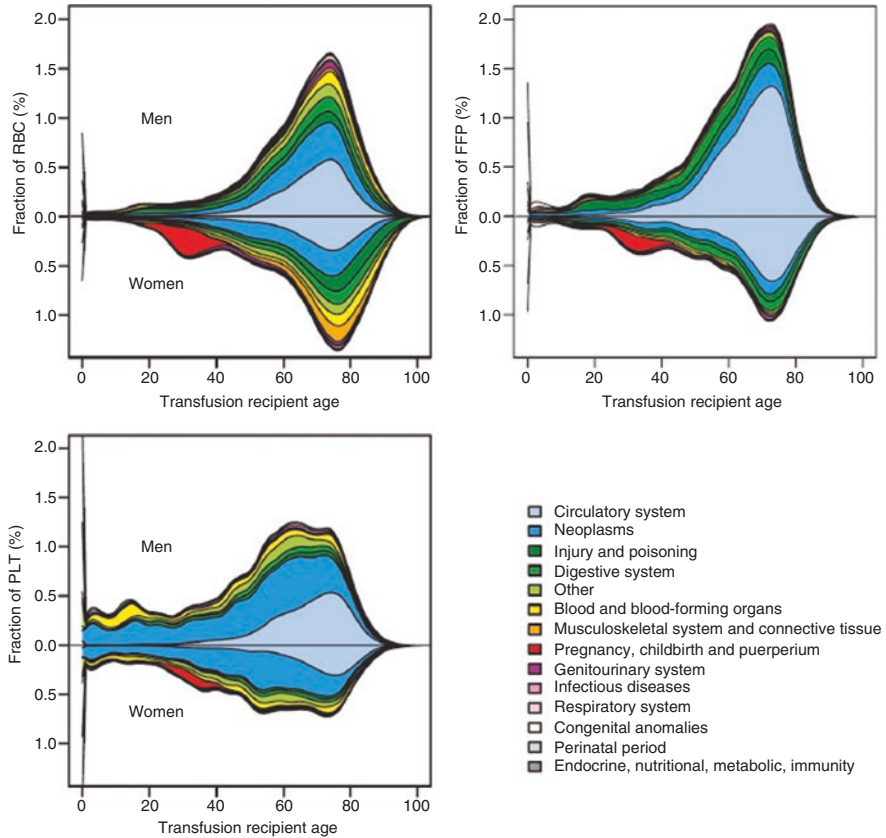 2.0
1.5
1.0
0.5
0.0
0.5
1.0
Fraction of RBC (%)
Men
Women
0 20 40 60 80 100
Transfusion recipient age
2.0
1.5
1.0
0.5
0.0
0.5
1.0
Fraction of FFP (%)
0 20 40 60 80 100
Transfusion recipient age
2.0
1.5
1.0
0.5
0.0
0.5
1.0
Fraction of PLT (%)
Men
Women
0 20 40 60 80 100
Transfusion recipient age
Circulatory system
Neoplasms
Injury and poisoning
Digestive system
Other
Blood and blood-forming organs
Musculoskeletal system and connective tissue
Pregnancy, childbirth and puerperium
Genitourinary system
Infectious diseases
Respiratory system
Congenital anomalies
Perinatal period
Endocrine, nutritional, metabolic, immunity